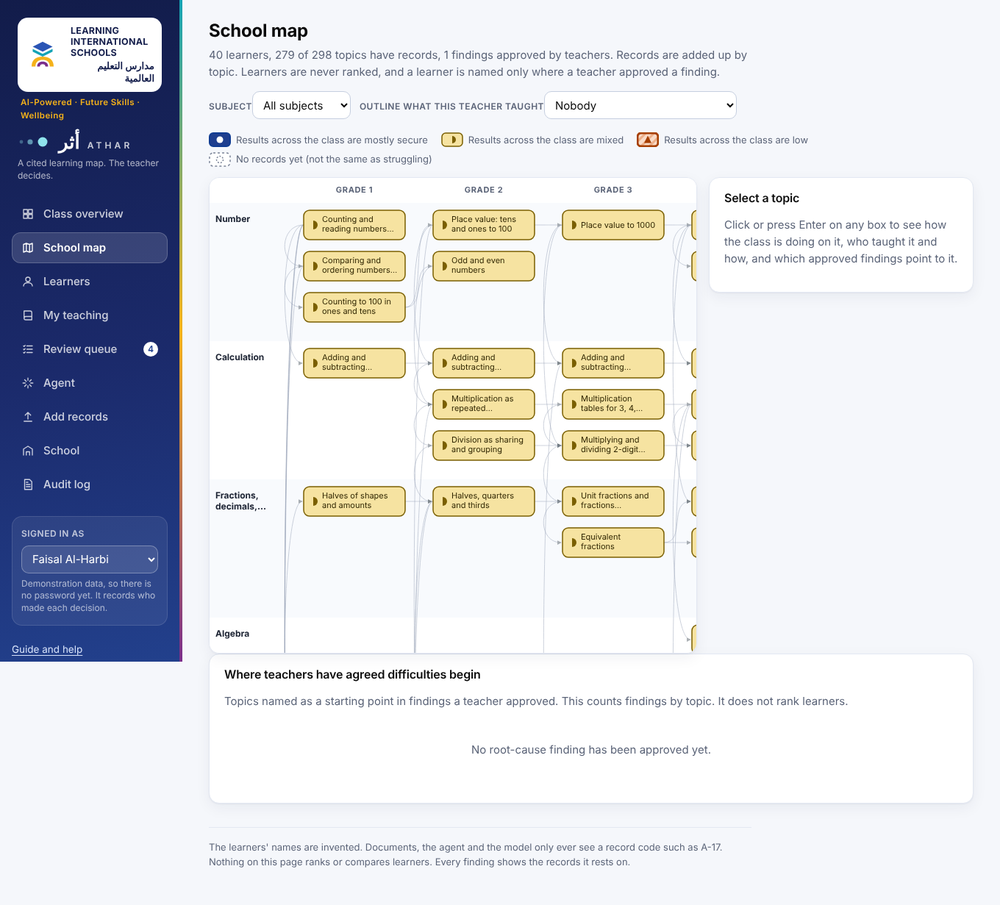 LEARNING
INTERNATIONAL
SCHOOLS
مدارس التعليم
العالمية
AI-Powered · Future Skills ·
Wellbeing
أثر ATHAR
A cited learning map. The teacher
decides.
Class overview
School map
Learners
My teaching
Review queue 4
Agent
Add records
School
Audit log
SIGNED IN AS
Faisal Al-Harbi
Demonstration data, so there is
no password yet. It records who
made each decision.
Guide and help
School map
40 learners, 279 of 298 topics have records, 1 findings approved by teachers. Records are added up by
topic. Learners are never ranked, and a learner is named only where a teacher approved a finding.
SUBJECT All subjects OUTLINE WHAT THIS TEACHER TAUGHT Nobody
Results across the class are mostly secure Results across the class are mixed Results across the class are low
No records yet (not the same as struggling)
GRADE 1 GRADE 2 GRADE 3
Number
Counting and
reading numbers...
Place value: tens
and ones to 100
Place value to 1000
Comparing and
ordering numbers...
Odd and even
numbers
Counting to 100 in
ones and tens
Calculation
Adding and
subtracting...
Adding and
subtracting...
Adding and
subtracting...
Multiplication as
repeated...
Multiplication
tables for 3, 4,...
Division as sharing
and grouping
Multiplying and
dividing 2-digit...
Fractions,
decimals,...
Halves of shapes
and amounts
Halves, quarters
and thirds
Unit fractions and
fractions...
Equivalent
fractions
Algebra
Select a topic
Click or press Enter on any box to see how
the class is doing on it, who taught it and
how, and which approved findings point to it.
Where teachers have agreed difficulties begin
Topics named as a starting point in findings a teacher approved. This counts findings by topic. It does not rank learners.
No root-cause finding has been approved yet.
The learners' names are invented. Documents, the agent and the model only ever see a record code such as A-17.
Nothing on this page ranks or compares learners. Every finding shows the records it rests on.